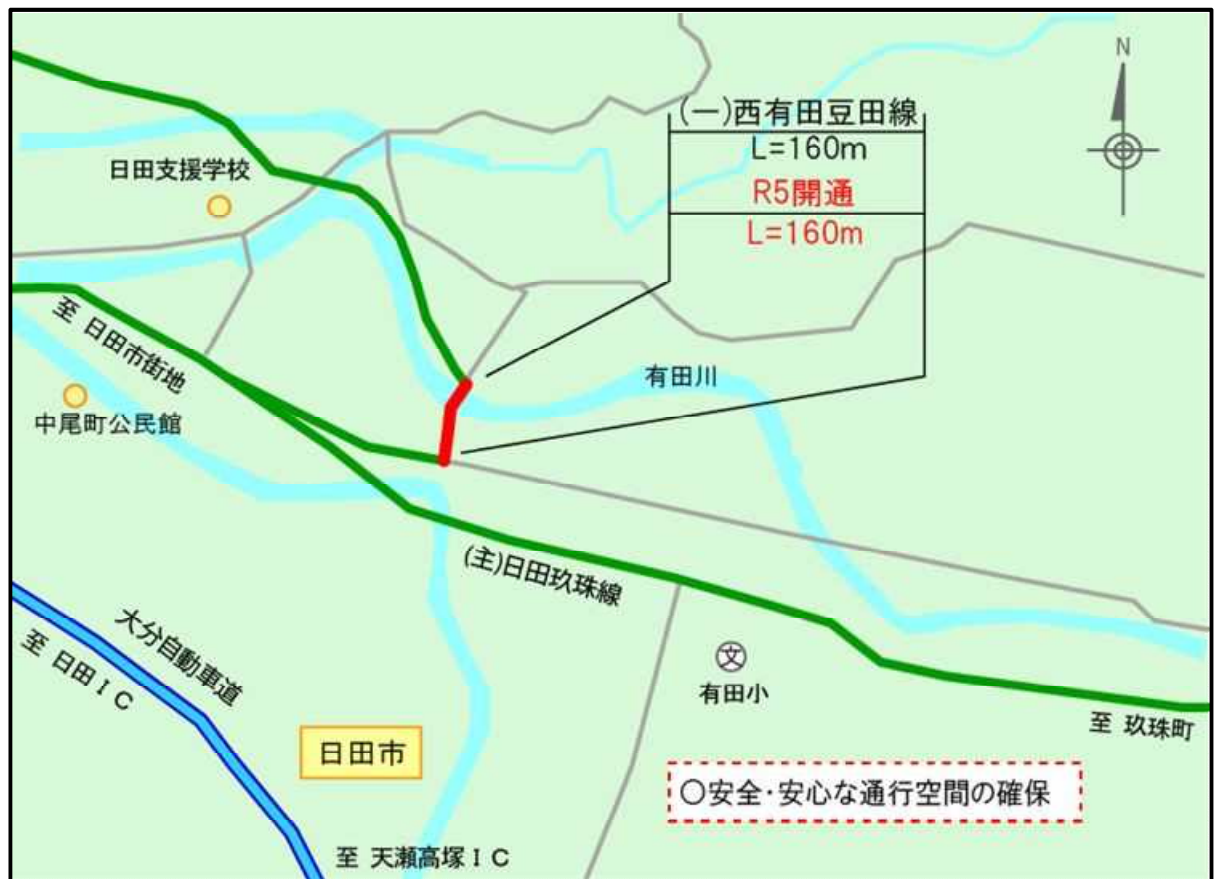 N
(一)西有田豆田線
L=160m
R5開通
L=160m
日田支援学校
至 日田市街地
有田川
中尾町公民館
(主)日田玖珠線
大分自動車道
至 日田IC
文
有田小
至 玖珠町
日田市
○安全・安心な通行空間の確保
至 天瀬高塚IC